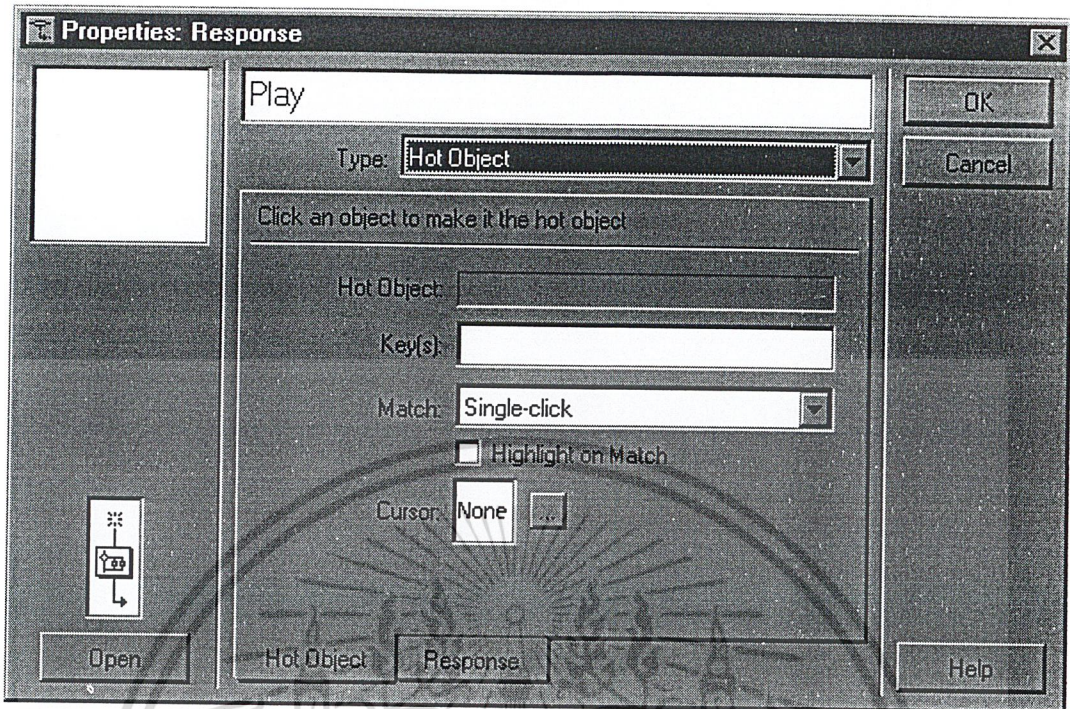 Properties: Response
Play
OK
Type: Hot Object
Cancel
Click an object to make it the hot object
Hot Object:
Key(s):
Match: Single-click
Highlight on Match
Cursor: None ...
Open
Hot Object
Response
Help